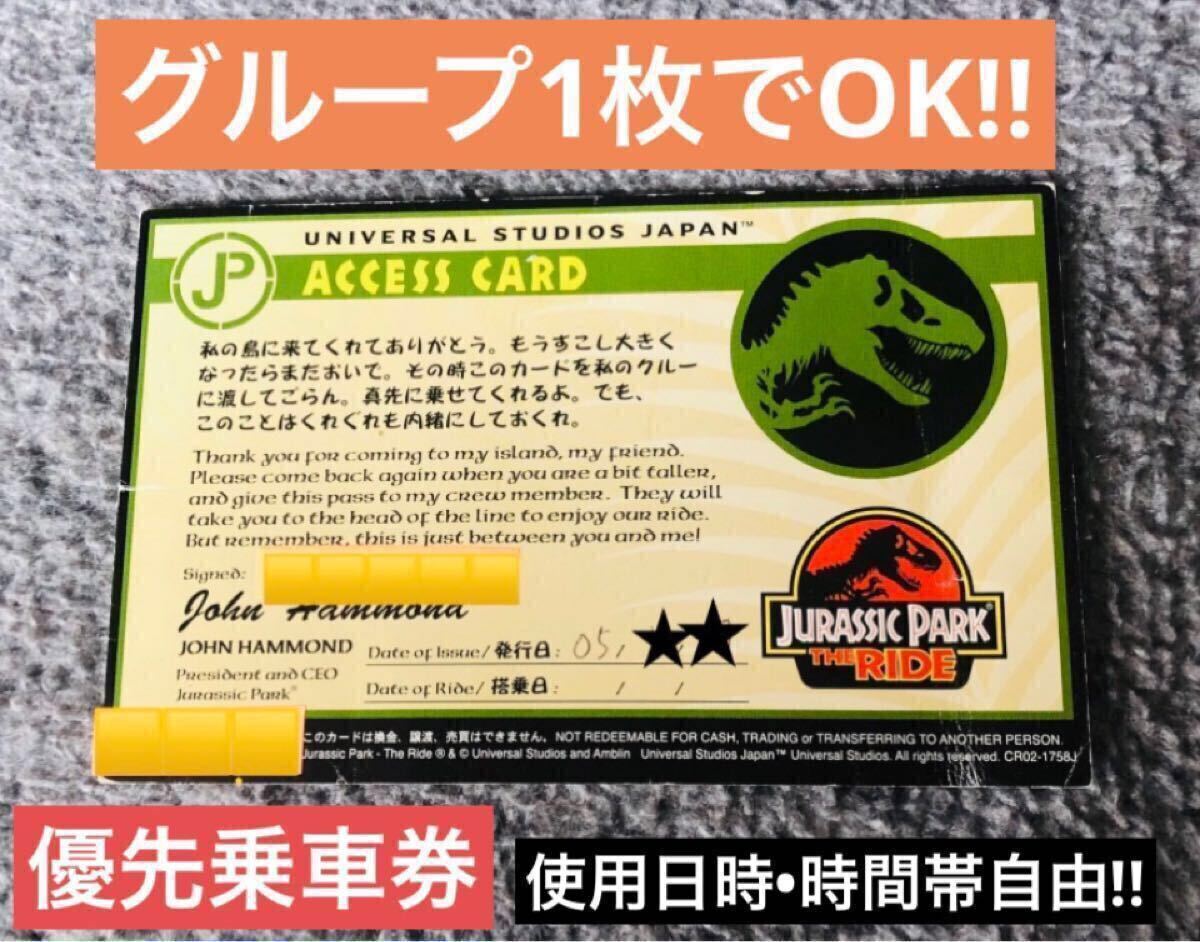 グループ1枚でOK!!
UNIVERSAL STUDIOS JAPAN™
JP
ACCESS CARD
私の島に来てくれてありがとう。もうすこし大きく
なったらまたおいで。その時このカードを私のクルー
に渡してごらん。真先に乗せてくれるよ。でも、
このことはくれぐれも内緒にしておくれ。
Thank you for coming to my island, my friend.
Please come back again when you are a bit taller,
and give this pass to my crew member. They will
take you to the head of the line to enjoy our ride.
But remember, this is just between you and me!
Signed:
John Hammond
JOHN HAMMOND
President and CEO
Jurassic Park®
Date of Issue/発行日: 05/ /
Date of Ride/搭乗日: / /
JURASSIC PARK®
THE RIDE
このカードは換金、譲渡、売買はできません。NOT REDEEMABLE FOR CASH, TRADING or TRANSFERRING TO ANOTHER PERSON.
Jurassic Park - The Ride ® & © Universal Studios and Amblin Universal Studios Japan™ Universal Studios. All rights reserved. CR02-1758J
優先乗車券
使用日時•時間帯自由!!